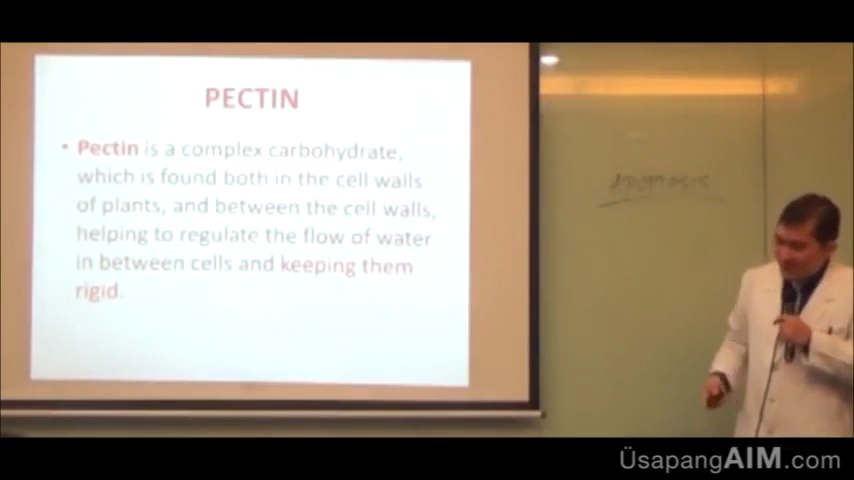 PECTIN
• Pectin is a complex carbohydrate,
which is found both in the cell walls
of plants, and between the cell walls,
helping to regulate the flow of water
in between cells and keeping them
rigid.
ÜsapangAIM.com